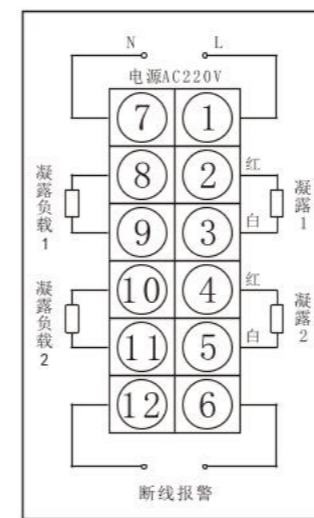 N L
电源AC220V
7 1
凝露负载1
8 2 红
凝露1
9 3 白
凝露负载2
10 4 红
凝露2
11 5 白
12 6
断线报警